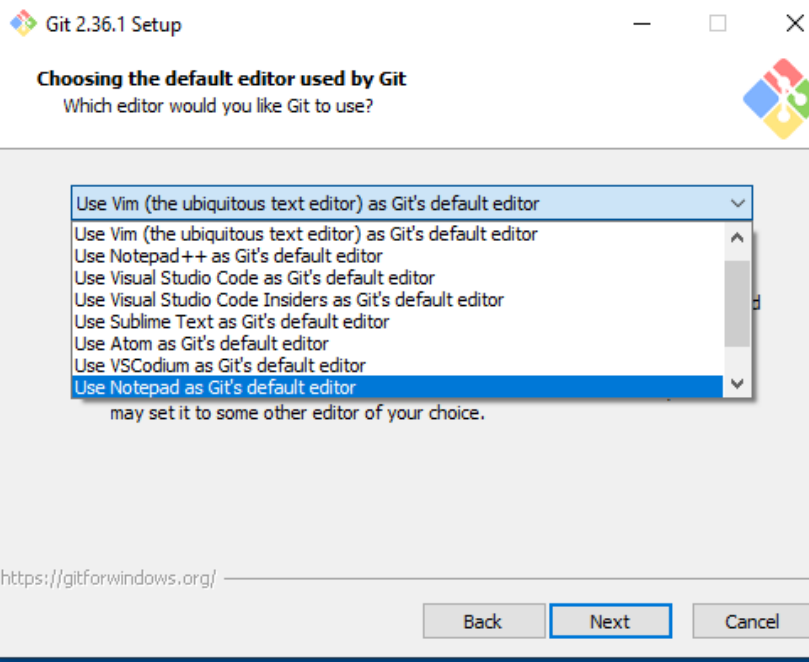 Git 2.36.1 Setup
Choosing the default editor used by Git
Which editor would you like Git to use?
Use Vim (the ubiquitous text editor) as Git's default editor
Use Vim (the ubiquitous text editor) as Git's default editor
Use Notepad++ as Git's default editor
Use Visual Studio Code as Git's default editor
Use Visual Studio Code Insiders as Git's default editor
Use Sublime Text as Git's default editor
Use Atom as Git's default editor
Use VSCodium as Git's default editor
Use Notepad as Git's default editor
may set it to some other editor of your choice.
https://gitforwindows.org/
Back Next Cancel